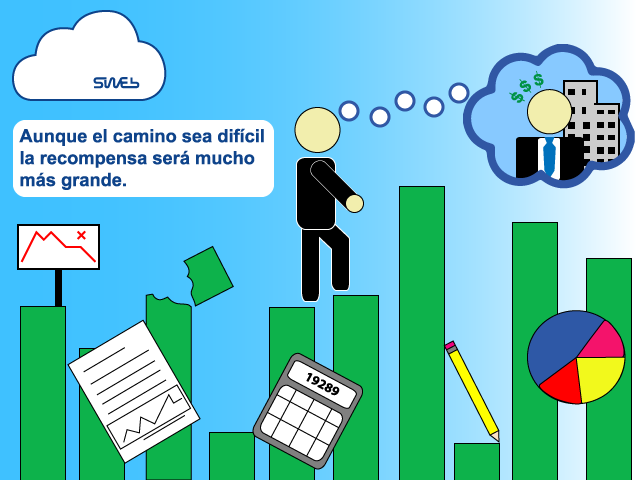 SWEb
Aunque el camino sea difícil
la recompensa será mucho
más grande.
$ $ $
19289